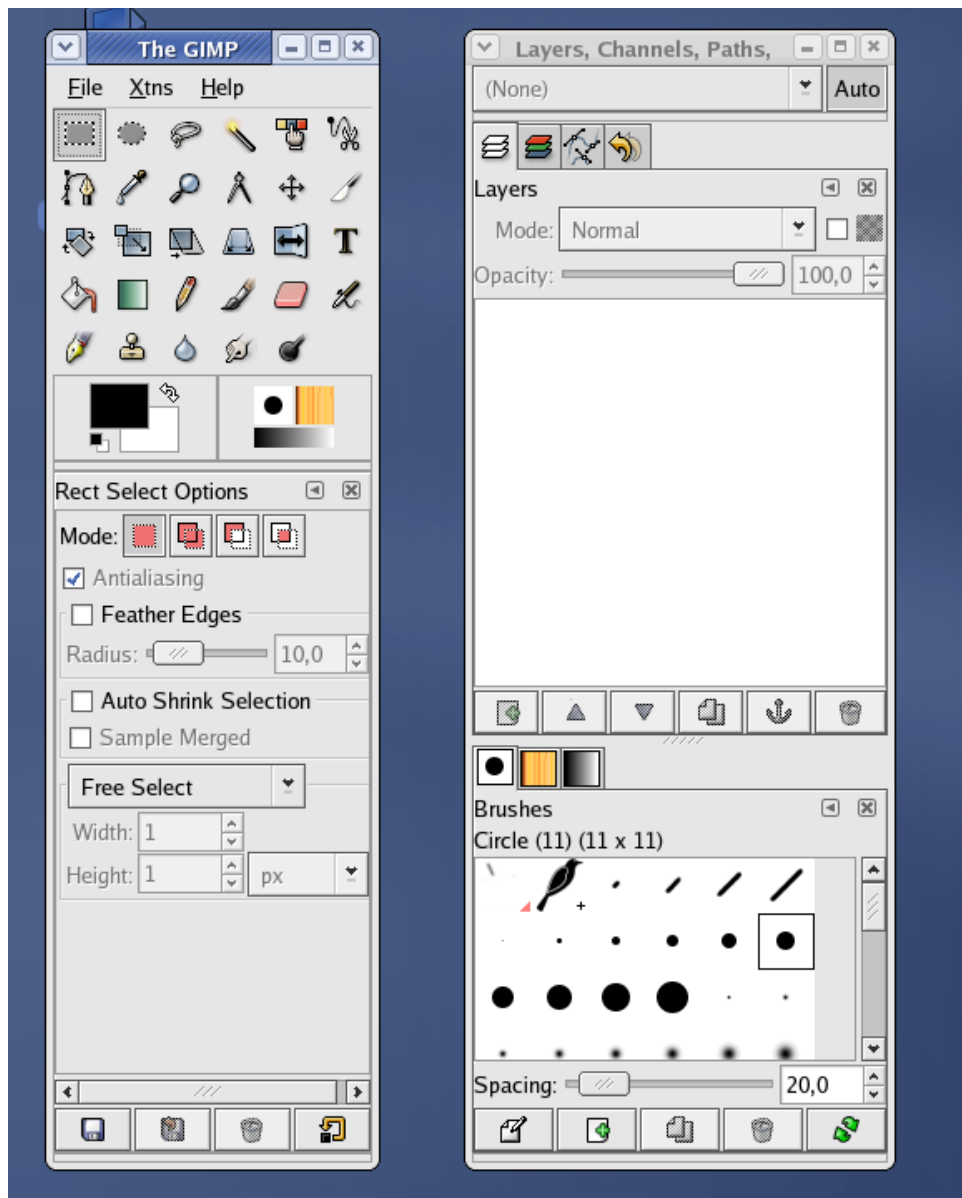 The GIMP
File Xtns Help
Rect Select Options
Mode:
Antialiasing
Feather Edges
Radius: 10,0
Auto Shrink Selection
Sample Merged
Free Select
Width: 1
Height: 1 px
Layers, Channels, Paths,
(None) Auto
Layers
Mode: Normal
Opacity: 100,0
Brushes
Circle (11) (11 x 11)
Spacing: 20,0